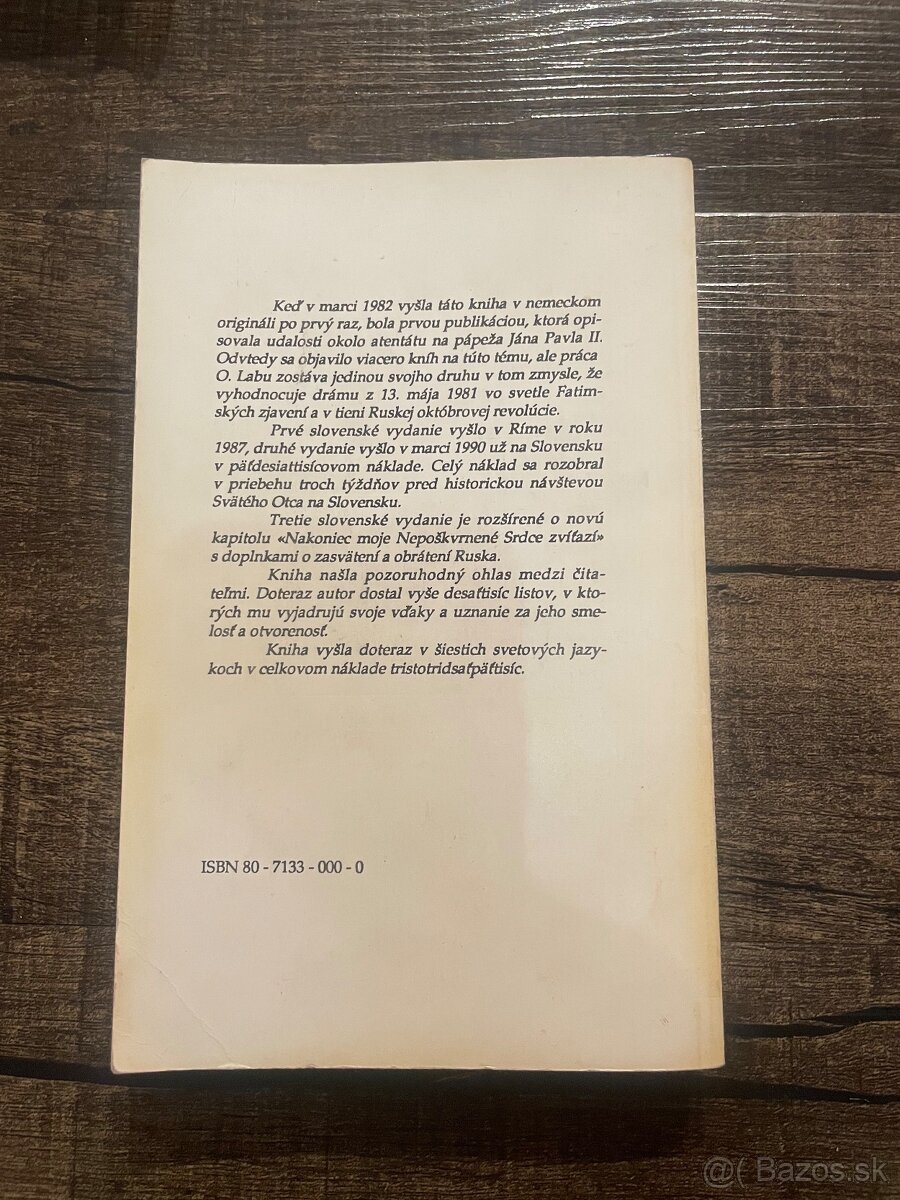 Keď v marci 1982 vyšla táto kniha v nemeckom
origináli po prvý raz, bola prvou publikáciou, ktorá opi-
sovala udalosti okolo atentátu na pápeža Jána Pavla II.
Odvtedy sa objavilo viacero kníh na túto tému, ale práca
O. Labu zostáva jedinou svojho druhu v tom zmysle, že
vyhodnocuje drámu z 13. mája 1981 vo svetle Fatim-
ských zjavení a v tieni Ruskej októbrovej revolúcie.
Prvé slovenské vydanie vyšlo v Ríme v roku
1987, druhé vydanie vyšlo v marci 1990 už na Slovensku
v päťdesiattisícovom náklade. Celý náklad sa rozobral
v priebehu troch týždňov pred historickou návštevou
Svätého Otca na Slovensku.
Tretie slovenské vydanie je rozšírené o novú
kapitolu «Nakoniec moje Nepoškvrnené Srdce zvíťazí»
s doplnkami o zasvätení a obrátení Ruska.
Kniha našla pozoruhodný ohlas medzi čita-
teľmi. Doteraz autor dostal vyše desaťtisíc listov, v kto-
rých mu vyjadrujú svoje vďaky a uznanie za jeho sme-
losť a otvorenosť.
Kniha vyšla doteraz v šiestich svetových jazy-
koch v celkovom náklade tristotridsaťpäťtisíc.
ISBN 80 - 7133 - 000 - 0
@( Bazos.sk